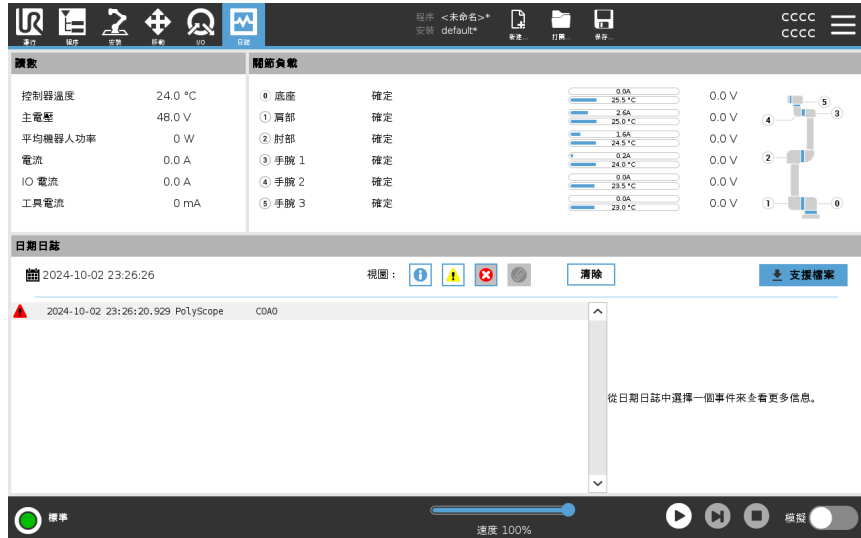 程序 <未命名>*
安裝 default*
cccc
cccc
運行 程序 安裝 移動 I/O 日誌 新建... 打開... 保存...
讀數 關節負載
控制器溫度 24.0 °C
主電壓 48.0 V
平均機器人功率 0 W
電流 0.0 A
IO 電流 0.0 A
工具電流 0 mA
0 底座 確定 0.0A 25.5 °C 0.0 V
1 肩部 確定 2.6A 25.0 °C 0.0 V
2 肘部 確定 1.6A 24.5 °C 0.0 V
3 手腕 1 確定 0.2A 24.0 °C 0.0 V
4 手腕 2 確定 0.0A 23.5 °C 0.0 V
5 手腕 3 確定 0.0A 23.0 °C 0.0 V
5
4 3
2
1 0
日期日誌
2024-10-02 23:26:26 視圖： 清除 支援檔案
2024-10-02 23:26:20.929 PolyScope C0A0
從日期日誌中選擇一個事件來查看更多信息。
標準 速度 100% 模擬